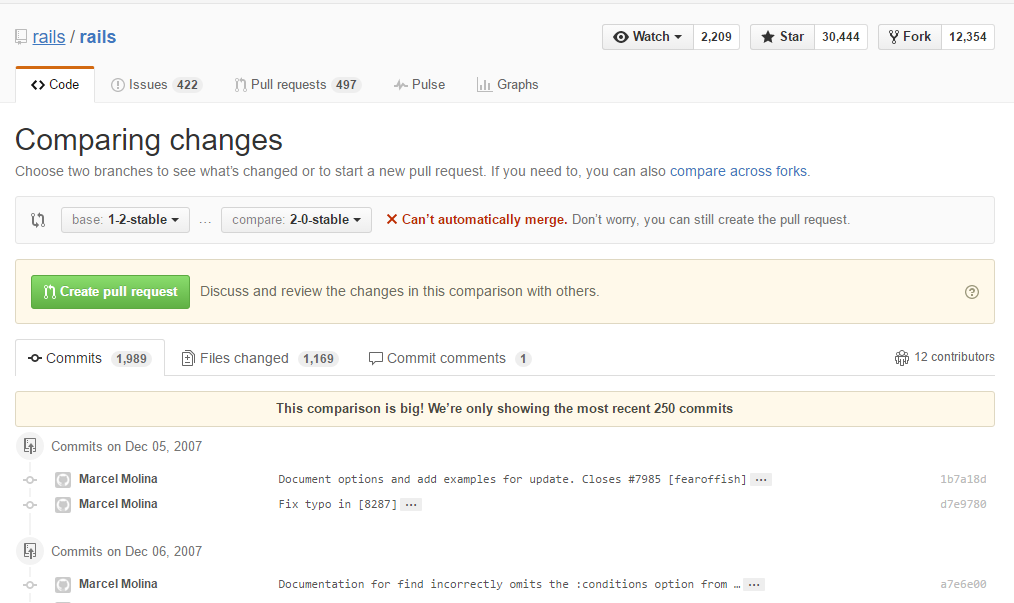 rails / rails Watch 2,209 Star 30,444 Fork 12,354
Code Issues 422 Pull requests 497 Pulse Graphs
Comparing changes
Choose two branches to see what's changed or to start a new pull request. If you need to, you can also compare across forks.
base: 1-2-stable ... compare: 2-0-stable Can't automatically merge. Don't worry, you can still create the pull request.
Create pull request Discuss and review the changes in this comparison with others.
Commits 1,989 Files changed 1,169 Commit comments 1 12 contributors
This comparison is big! We're only showing the most recent 250 commits
Commits on Dec 05, 2007
Marcel Molina Document options and add examples for update. Closes #7985 [fearoffish] ... 1b7a18d
Marcel Molina Fix typo in [8287] ... d7e9780
Commits on Dec 06, 2007
Marcel Molina Documentation for find incorrectly omits the :conditions option from … ... a7e6e00